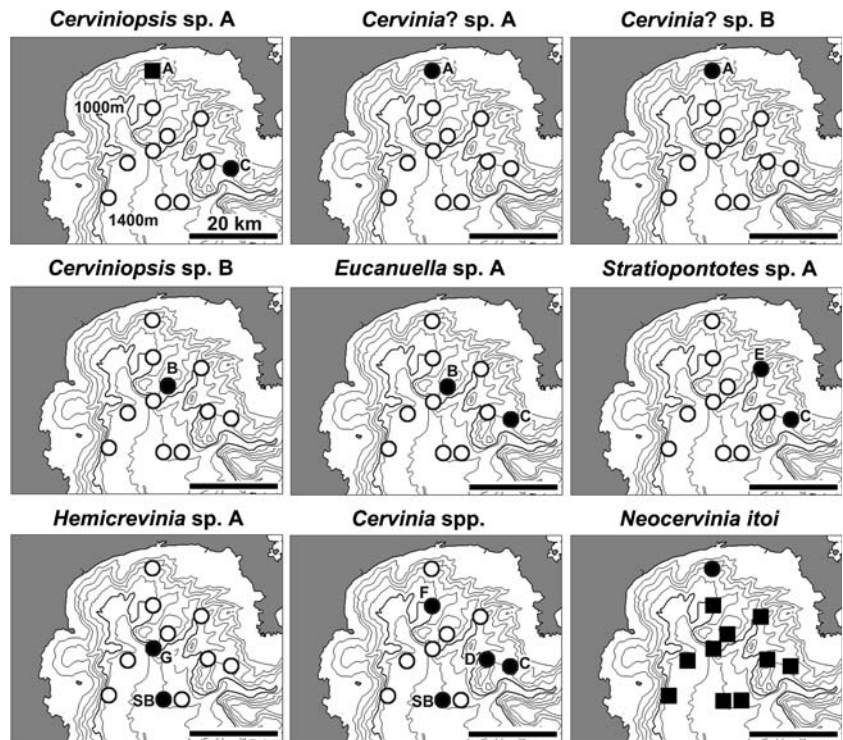 Cerviniopsis sp. A
Cervinia? sp. A
Cervinia? sp. B
A
1000m
C
1400m
20 km
A
A
Cerviniopsis sp. B
Eucanuella sp. A
Stratiopontotes sp. A
B
B
C
E
C
Hemicrevinia sp. A
Cervinia spp.
Neocervinia itoi
G
SB
F
D
C
SB